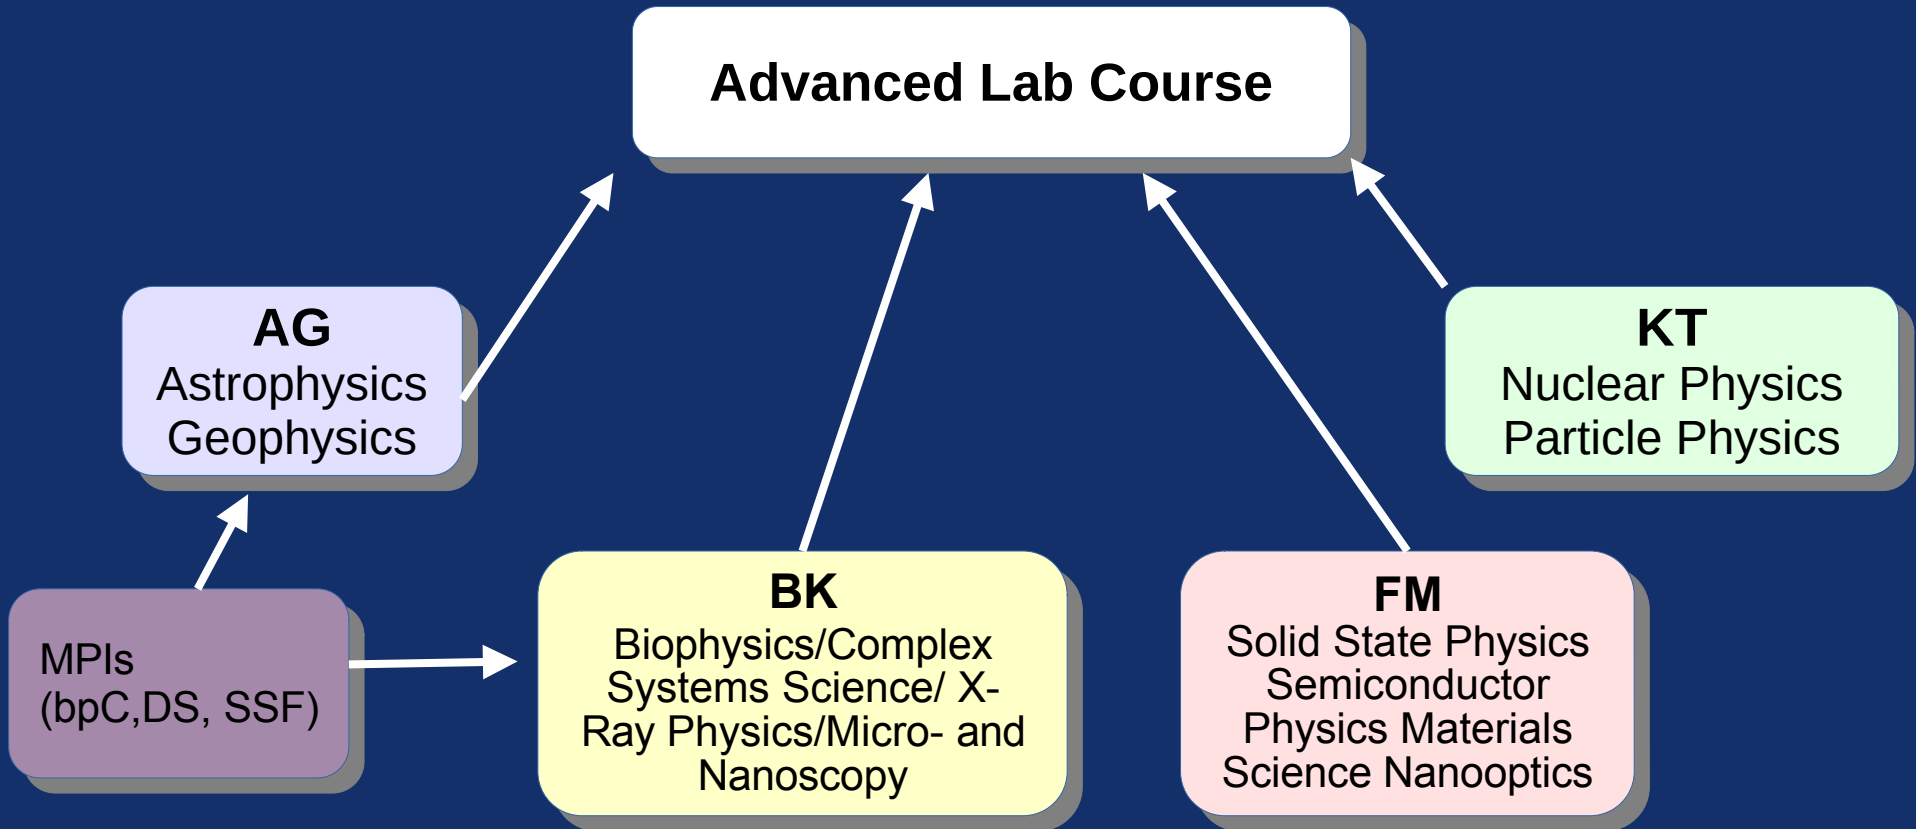 Advanced Lab Course
AG
Astrophysics
Geophysics
KT
Nuclear Physics
Particle Physics
MPIs
(bpC,DS, SSF)
BK
Biophysics/Complex
Systems Science/ X-
Ray Physics/Micro- and
Nanoscopy
FM
Solid State Physics
Semiconductor
Physics Materials
Science Nanooptics